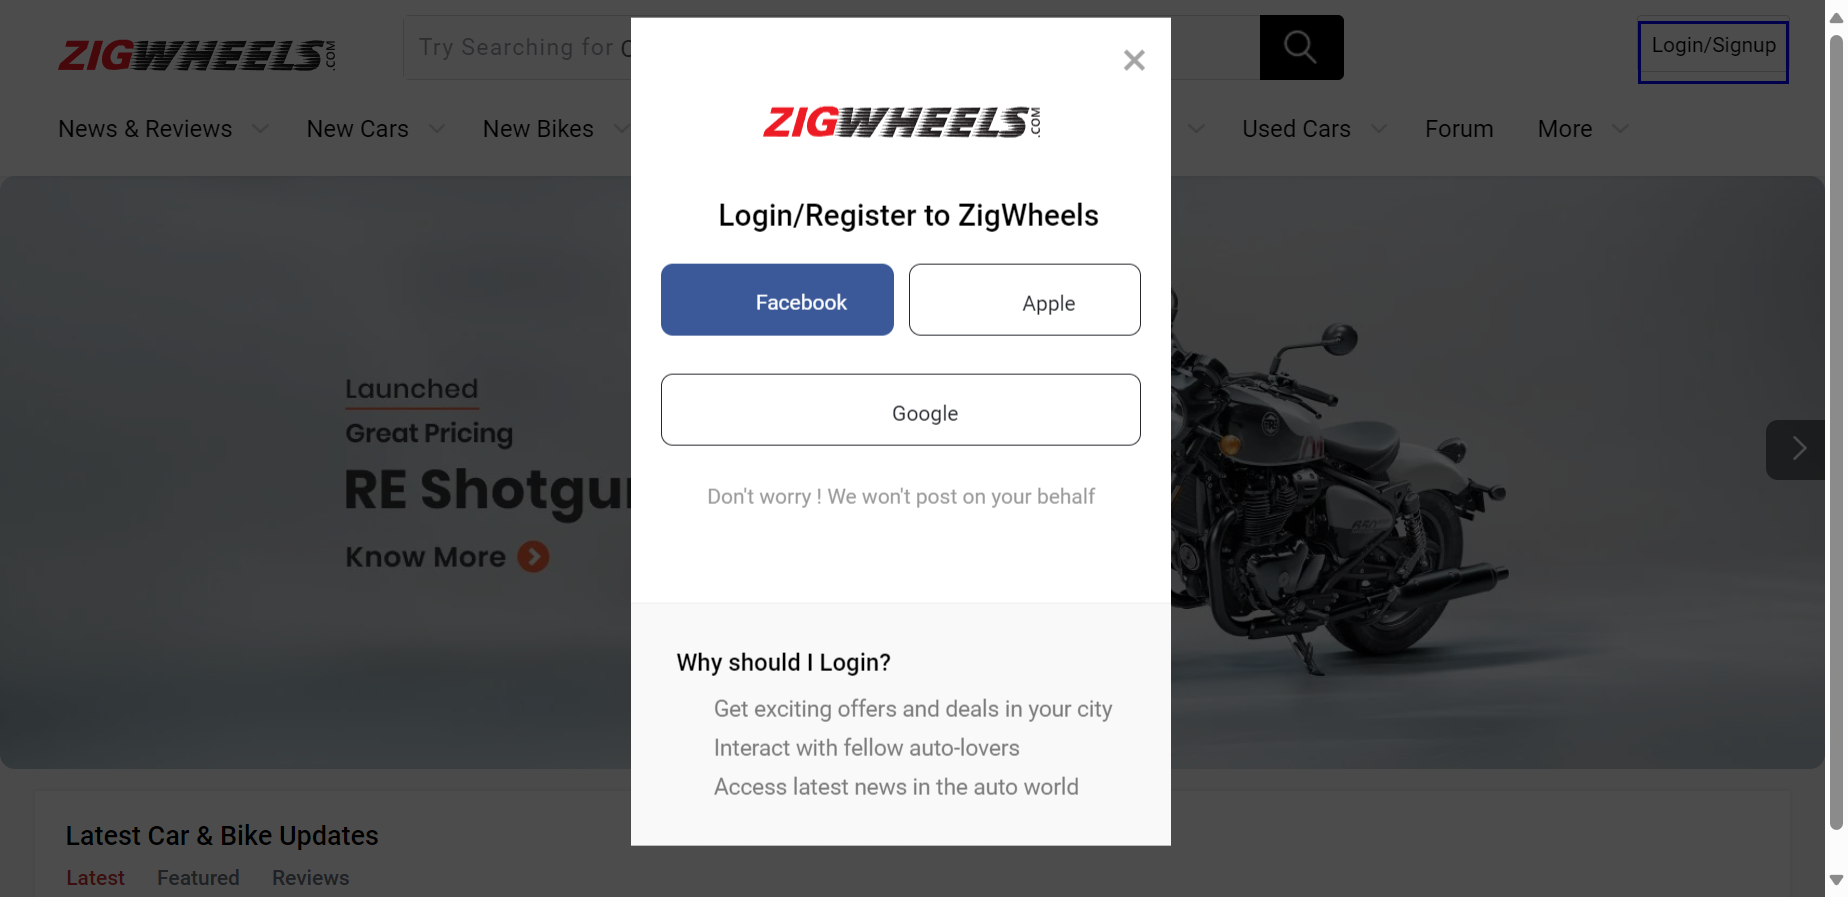 ZIGWHEELS.COM
Try Searching for
Login/Signup
News & Reviews
New Cars
New Bikes
Used Cars
Forum
More
Launched
Great Pricing
RE Shotgu
Know More
ZIGWHEELS.COM
Login/Register to ZigWheels
Facebook
Apple
Google
Don't worry ! We won't post on your behalf
Why should I Login?
Get exciting offers and deals in your city
Interact with fellow auto-lovers
Access latest news in the auto world
Latest Car & Bike Updates
Latest
Featured
Reviews